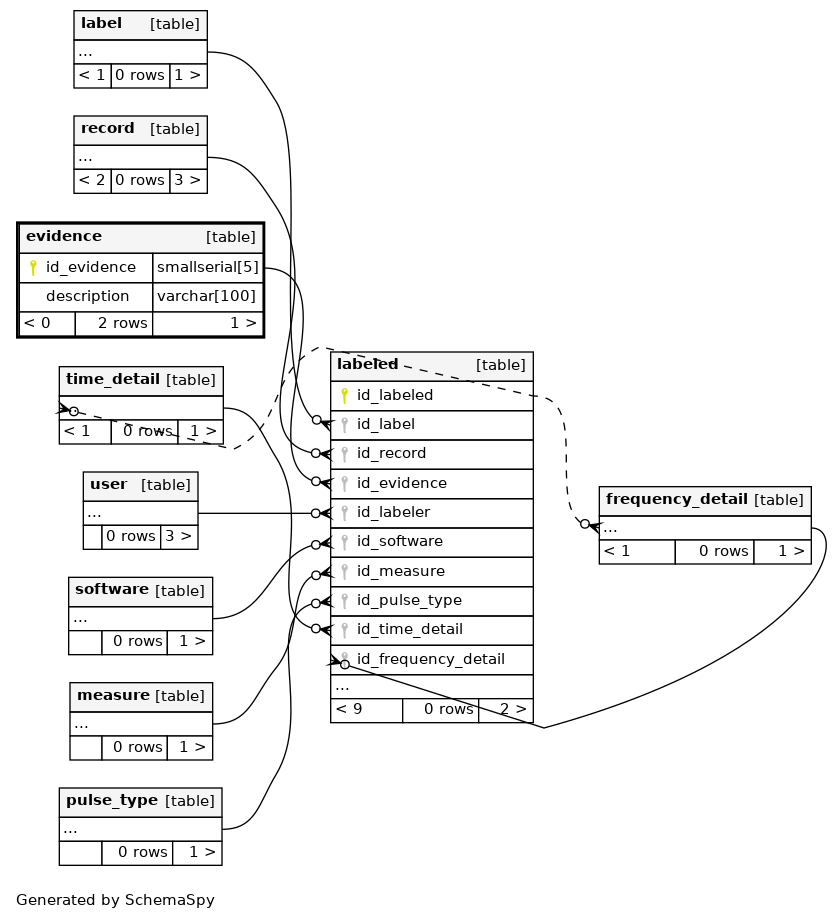 label [table]
...
< 1 0 rows 1 >
record [table]
...
< 2 0 rows 3 >
evidence [table]
id_evidence smallserial[5]
description varchar[100]
< 0 2 rows 1 >
time_detail [table]
...
< 1 0 rows 1 >
user [table]
...
0 rows 3 >
software [table]
...
0 rows 1 >
measure [table]
...
0 rows 1 >
pulse_type [table]
...
0 rows 1 >
labeled [table]
id_labeled
id_label
id_record
id_evidence
id_labeler
id_software
id_measure
id_pulse_type
id_time_detail
id_frequency_detail
...
< 9 0 rows 2 >
frequency_detail [table]
...
< 1 0 rows 1 >
Generated by SchemaSpy